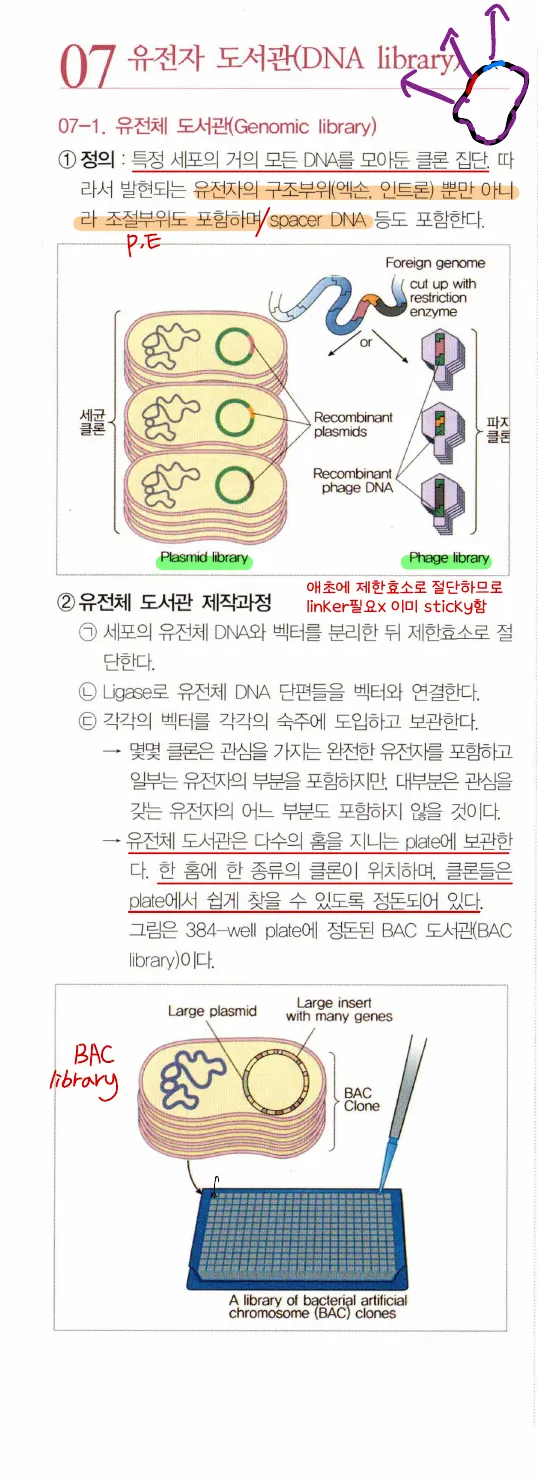 07 유전자 도서관(DNA library)
07-1. 유전체 도서관(Genomic library)
① 정의 : 특정 세포의 거의 모든 DNA를 모아둔 클론 집단. 따
라서 발현되는 유전자의 구조부위(엑손, 인트론) 뿐만 아니
라 조절부위도 포함하며/spacer DNA 등도 포함한다.
P.E
Foreign genome
cut up with
restriction
enzyme
or
세균
클론
Recombinant
plasmids
파지
클론
Recombinant
phage DNA
Plasmid library
Phage library
애초에 제한효소로 절단하므로
linker필요x 이미 sticky함
② 유전체 도서관 제작과정
㉠ 세포의 유전체 DNA와 벡터를 분리한 뒤 제한효소로 절
단한다.
㉡ Ligase로 유전체 DNA 단편들을 벡터와 연결한다.
㉢ 각각의 벡터를 각각의 숙주에 도입하고 보관한다.
→ 몇몇 클론은 관심을 가지는 완전한 유전자를 포함하고
일부는 유전자의 부분을 포함하지만, 대부분은 관심을
갖는 유전자의 어느 부분도 포함하지 않을 것이다.
→ 유전체 도서관은 다수의 홈을 지니는 plate에 보관한
다. 한 홈에 한 종류의 클론이 위치하며, 클론들은
plate에서 쉽게 찾을 수 있도록 정돈되어 있다.
그림은 384-well plate에 정돈된 BAC 도서관(BAC
library)이다.
Large plasmid
Large insert
with many genes
BAC
library
BAC
Clone
A library of bacterial artificial
chromosome (BAC) clones